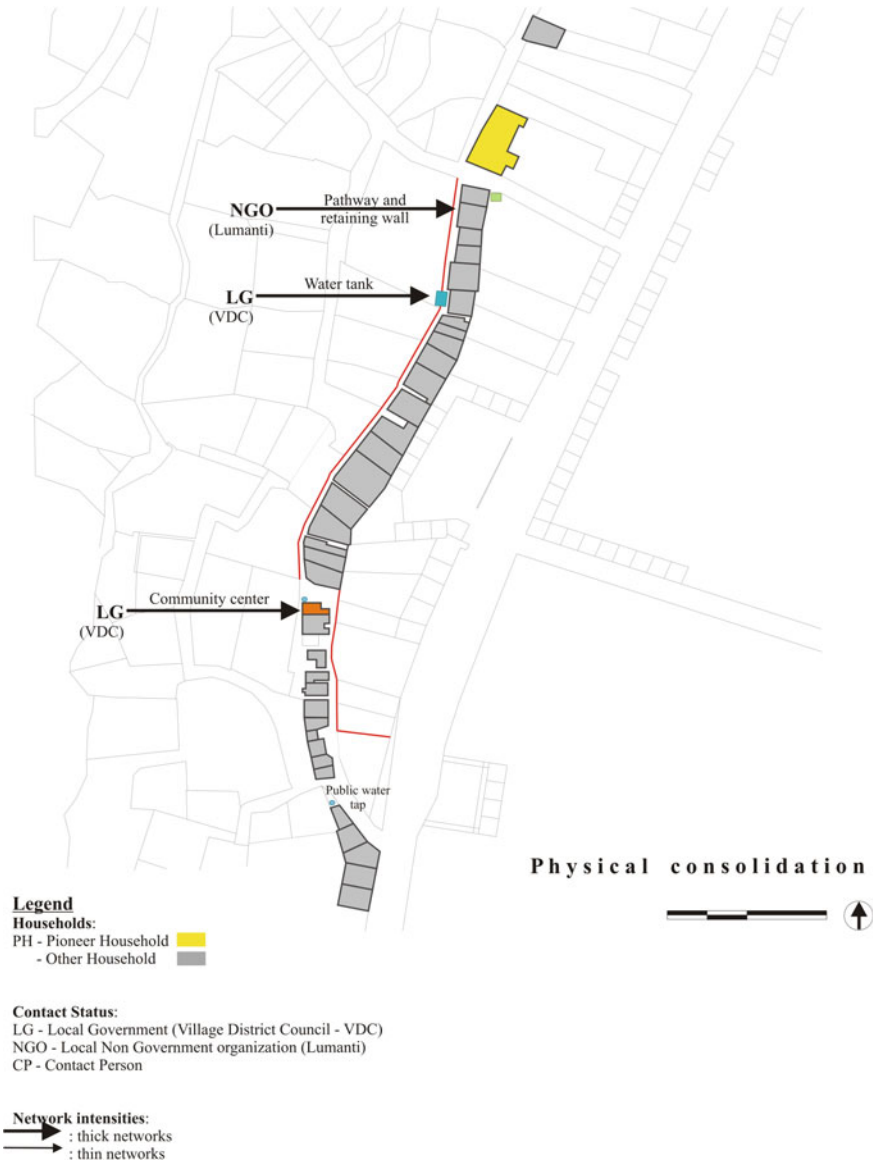 NGO
(Lumanti)
Pathway and
retaining wall
LG
(VDC)
Water tank
LG
(VDC)
Community center
Public water
tap
Physical consolidation
Legend
Households:
PH - Pioneer Household
- Other Household
Contact Status:
LG - Local Government (Village District Council - VDC)
NGO - Local Non Government organization (Lumanti)
CP - Contact Person
Network intensities:
: thick networks
: thin networks